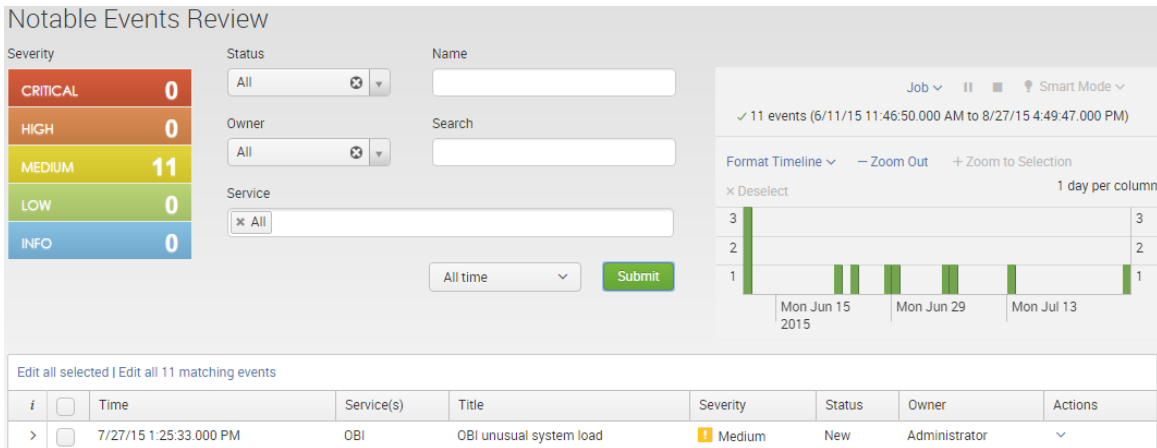 Notable Events Review
Severity
CRITICAL 0
HIGH 0
MEDIUM 11
LOW 0
INFO 0
Status
All
Owner
All
Service
All
Name
Search
All time
Submit
Job
Smart Mode
11 events (6/11/15 11:46:50.000 AM to 8/27/15 4:49:47.000 PM)
Format Timeline — Zoom Out + Zoom to Selection
× Deselect
1 day per column
3 3
2 2
1 1
Mon Jun 15 Mon Jun 29 Mon Jul 13
2015
Edit all selected | Edit all 11 matching events
i Time Service(s) Title Severity Status Owner Actions
> 7/27/15 1:25:33.000 PM OBI OBI unusual system load ! Medium New Administrator